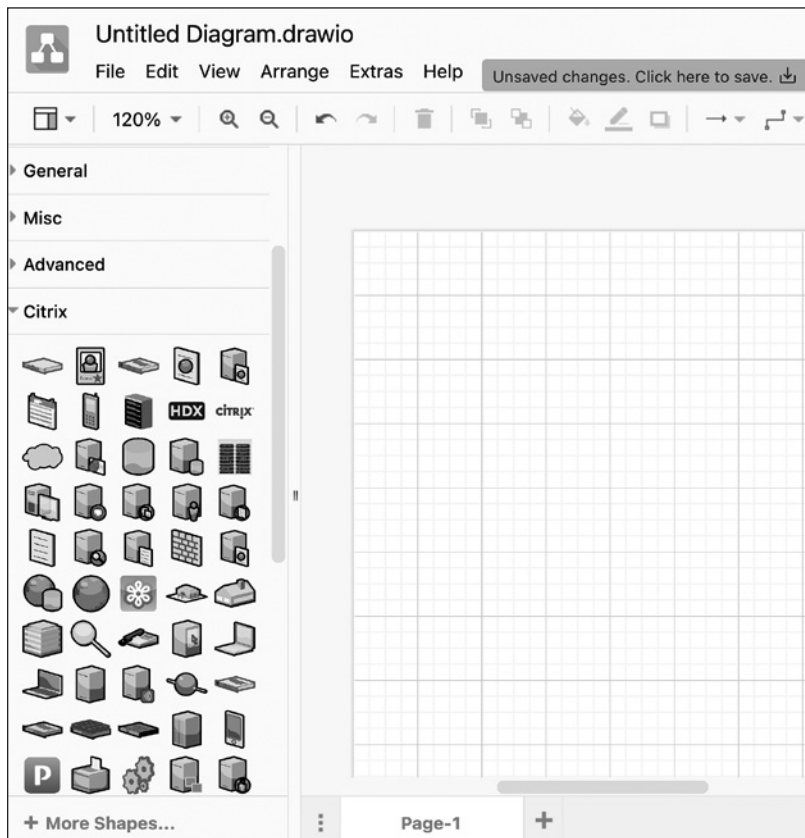 Untitled Diagram.drawio
File Edit View Arrange Extras Help
Unsaved changes. Click here to save.
120%
General
Misc
Advanced
Citrix
HDX CITRIX
P
+ More Shapes...
Page-1 +